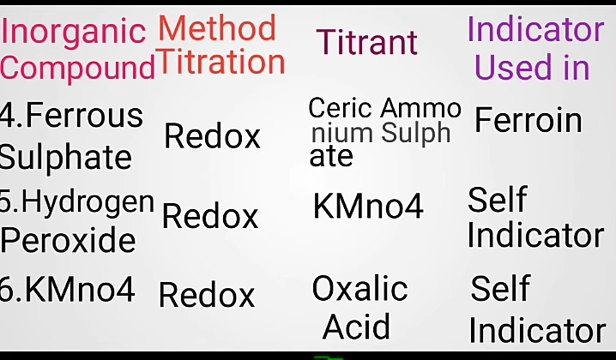 Inorganic Compound Method Titration Titrant Indicator Used in
4.Ferrous Sulphate Redox Ceric Ammo nium Sulph ate Ferroin
5.Hydrogen Peroxide Redox KMno4 Self Indicator
6.KMno4 Redox Oxalic Acid Self Indicator